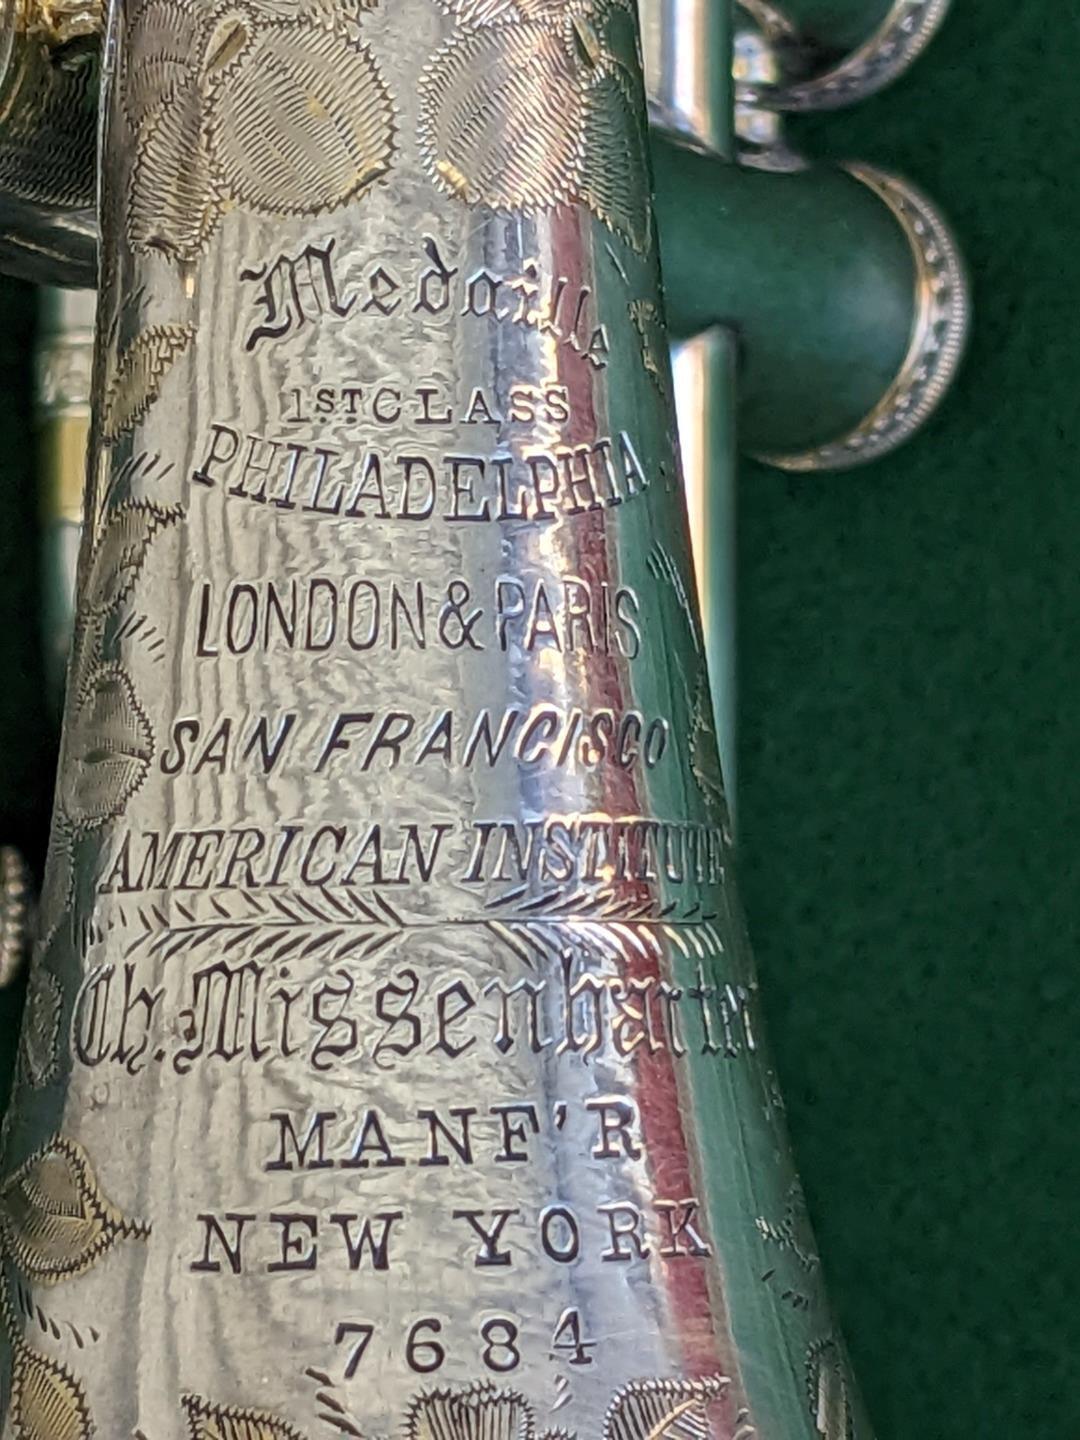 Medaille
1ST CLASS
PHILADELPHIA
LONDON & PARIS
SAN FRANCISCO
AMERICAN INSTITUTE
Ch. Missenharter
MANF'R
NEW YORK
7684